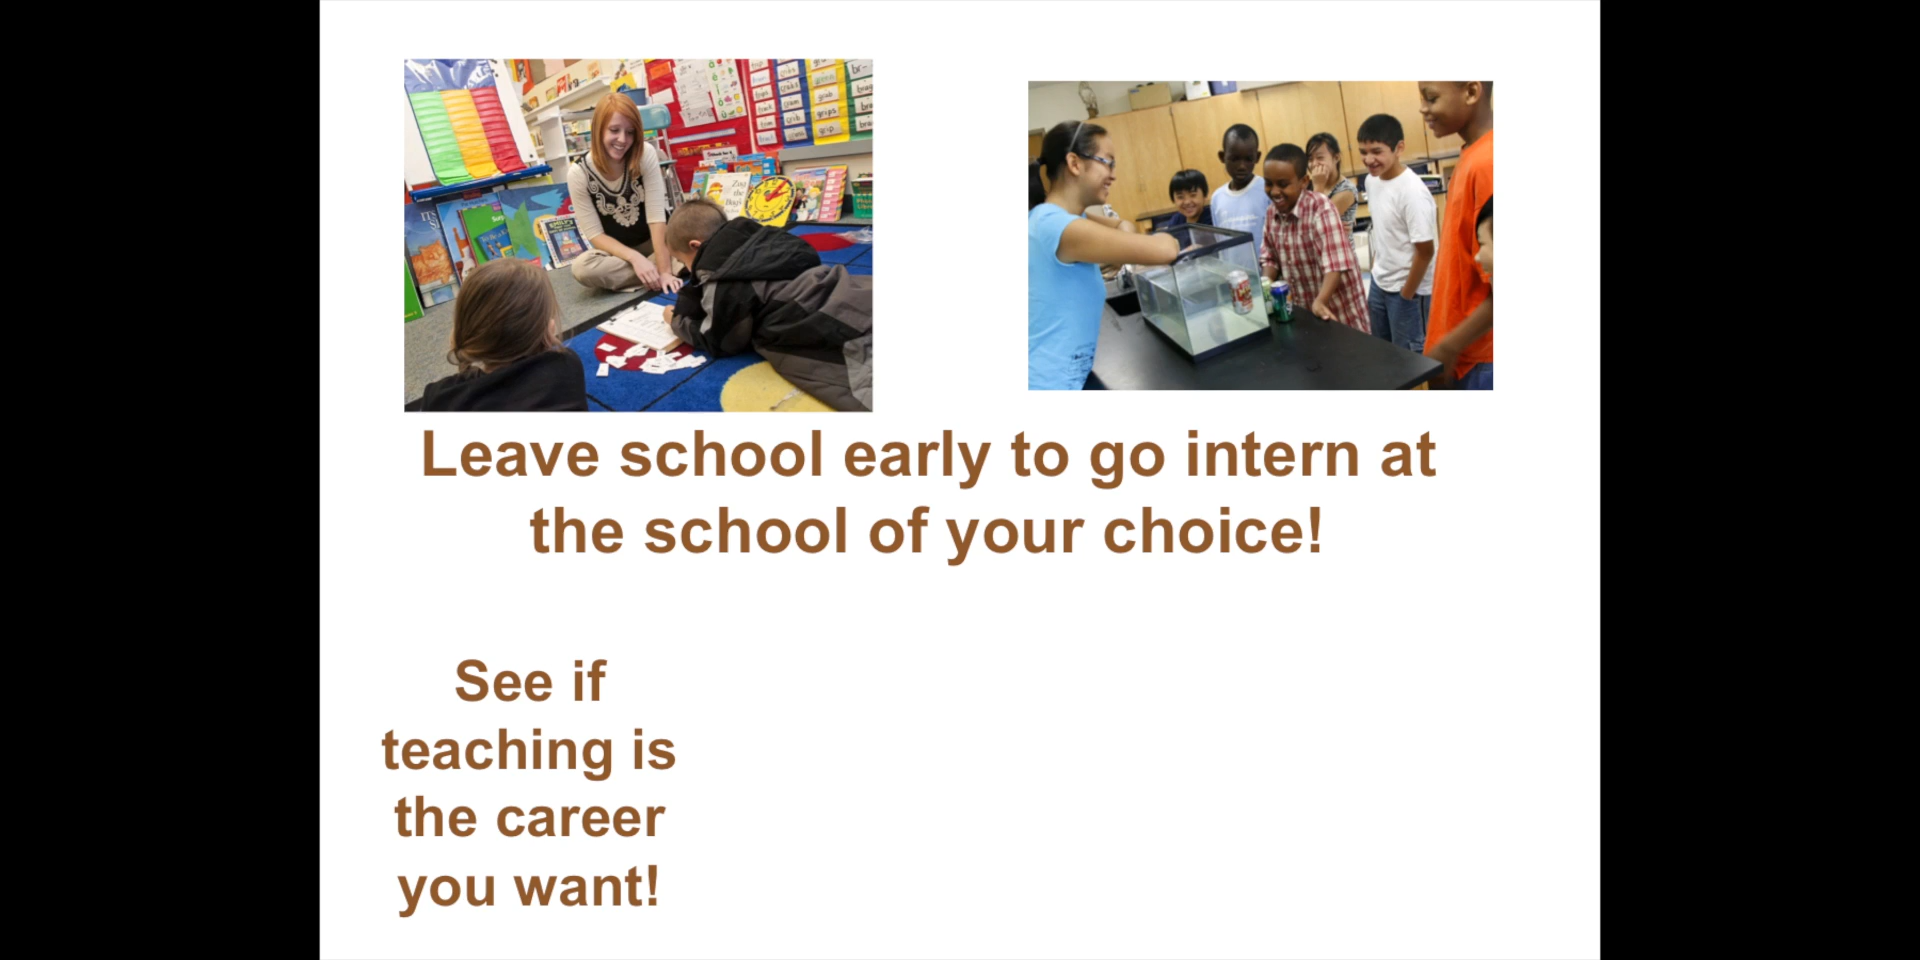 Leave school early to go intern at
the school of your choice!
See if
teaching is
the career
you want!